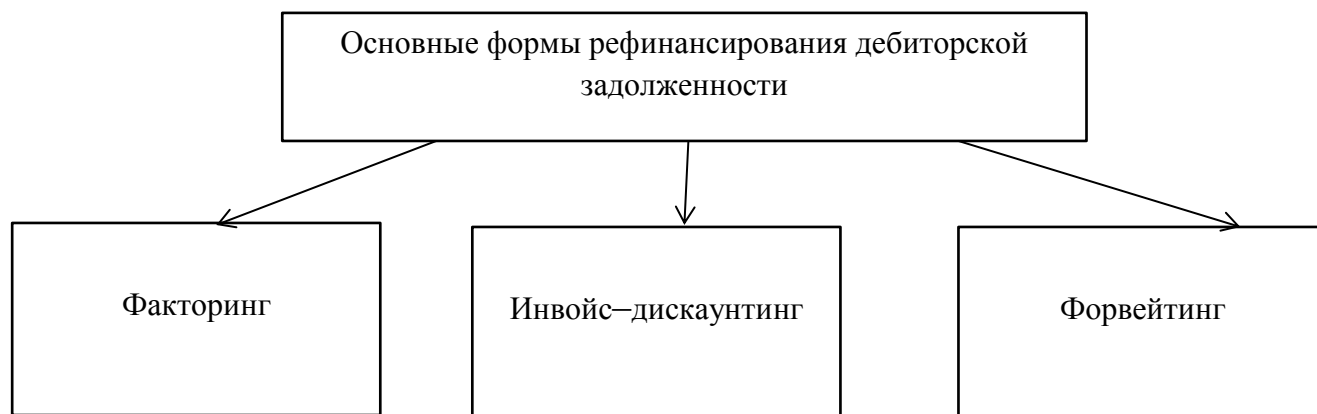 Основные формы рефинансирования дебиторской
задолженности
Факторинг
Инвойс–дискаунтинг
Форвейтинг